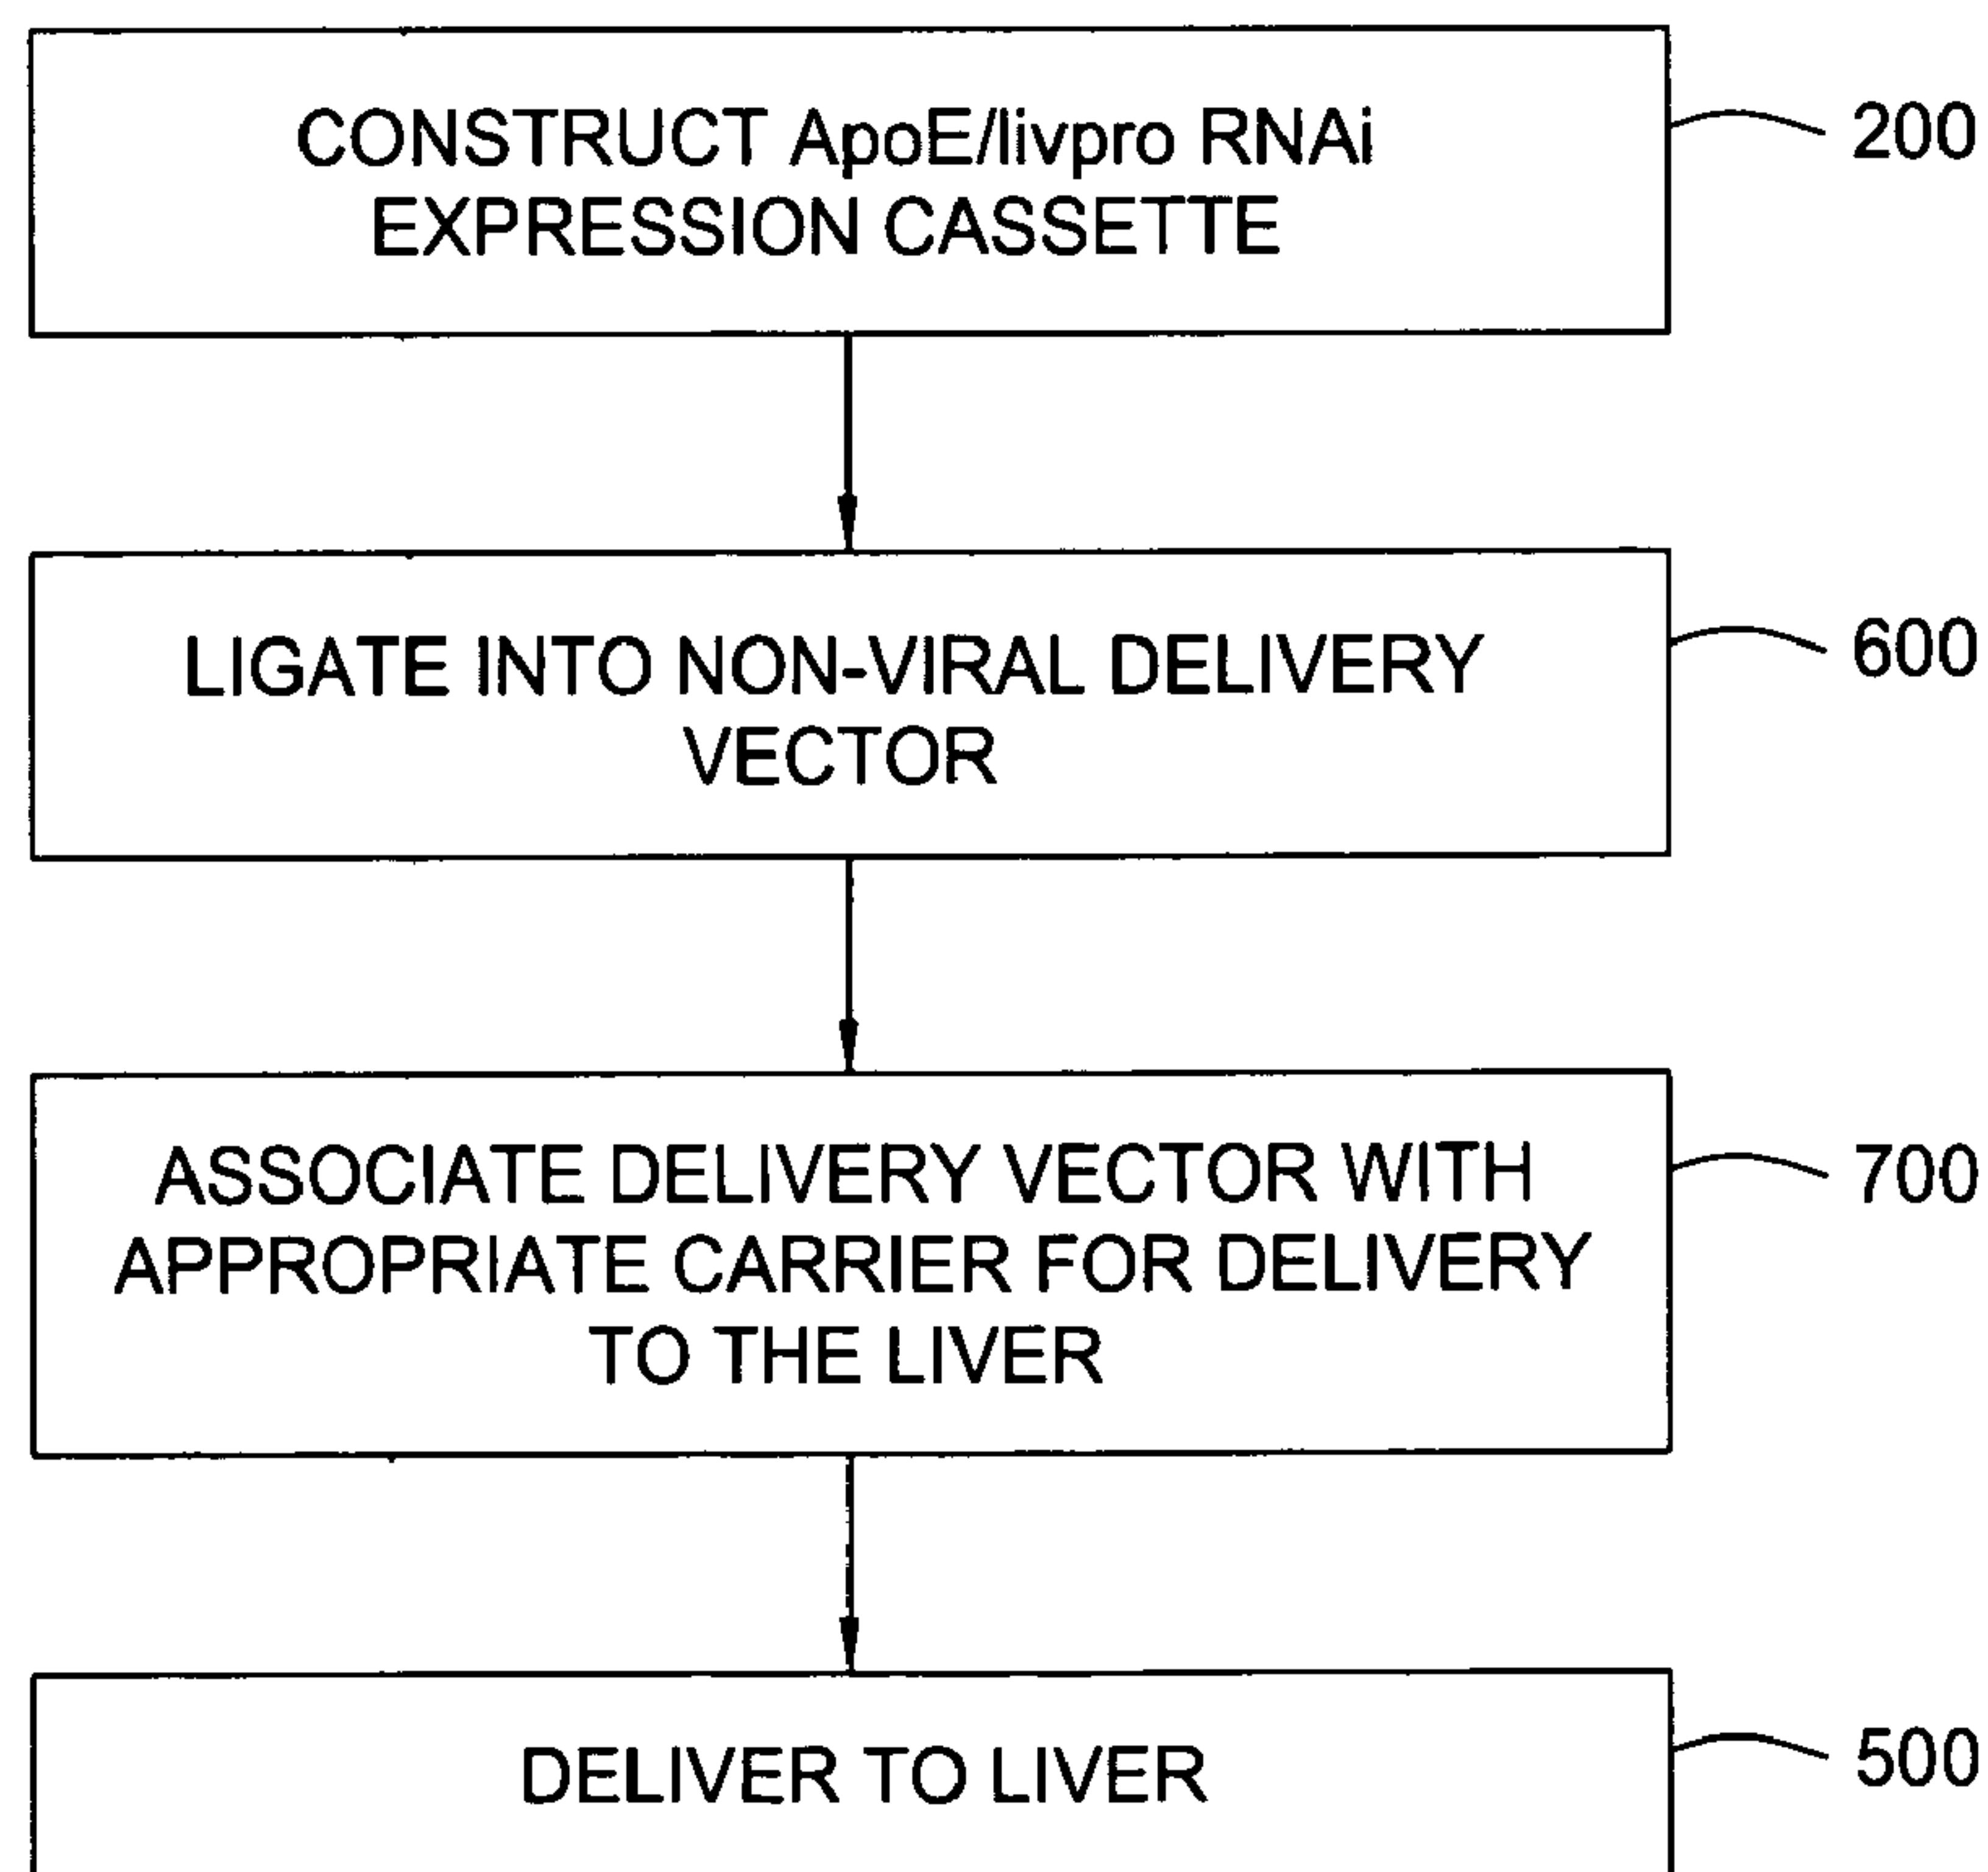 CONSTRUCT ApoE/livpro RNAi
EXPRESSION CASSETTE
200
LIGATE INTO NON-VIRAL DELIVERY
VECTOR
600
ASSOCIATE DELIVERY VECTOR WITH
APPROPRIATE CARRIER FOR DELIVERY
TO THE LIVER
700
DELIVER TO LIVER
500